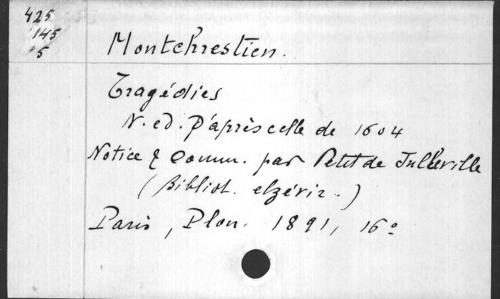 425
145
5
Montchrestien.
Tragédies
N. ed. d'après celle de 1604
Notice & Comm. par Petit de Julleville
(Bibliot. elzévir.)
Paris, Plon. 1891, 16º